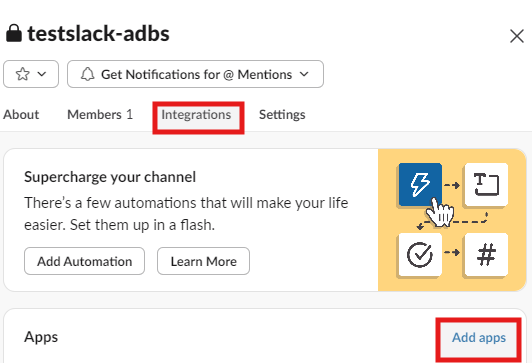 testslack-adbs
Get Notifications for @ Mentions
About Members 1 Integrations Settings
Supercharge your channel
There's a few automations that will make your life
easier. Set them up in a flash.
Add Automation Learn More
T
#
Apps Add apps